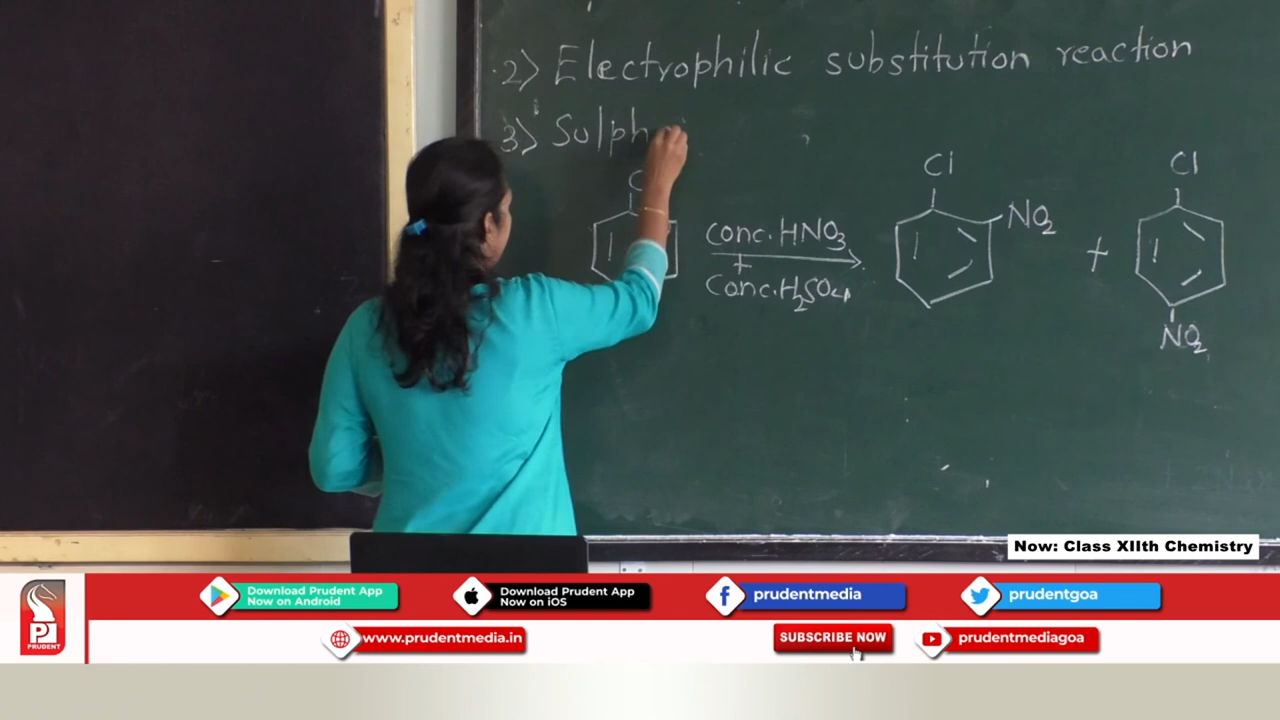 2> Electrophilic substitution reaction
3> Sulph
Cl
Cl
conc.HNO3
+
conc.H2SO4
NO2
+
NO2
Now: Class XIIth Chemistry
Download Prudent App
Now on Android
Download Prudent App
Now on iOS
prudentmedia
prudentgoa
PRUDENT
www.prudentmedia.in
SUBSCRIBE NOW
prudentmediagoa